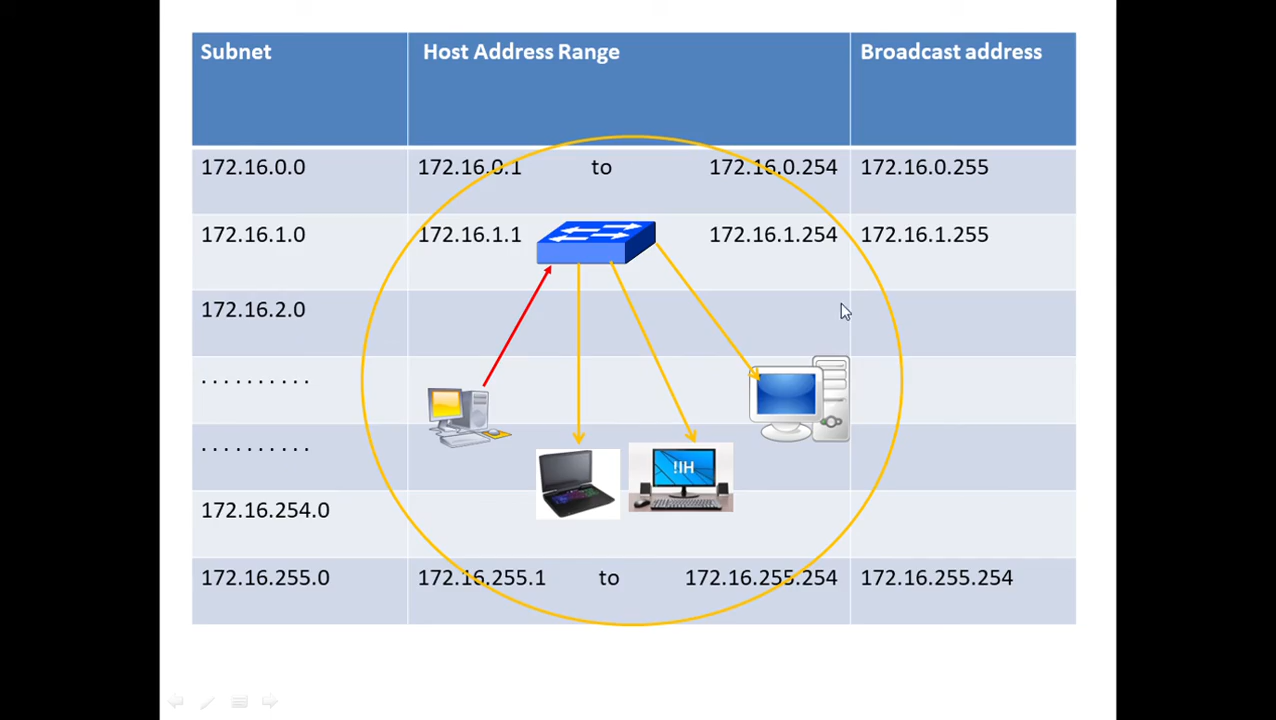 Subnet Host Address Range Broadcast address
172.16.0.0 172.16.0.1 to 172.16.0.254 172.16.0.255
172.16.1.0 172.16.1.1 172.16.1.254 172.16.1.255
172.16.2.0
. . . . . . . . . .
. . . . . . . . . .
!IH
172.16.254.0
172.16.255.0 172.16.255.1 to 172.16.255.254 172.16.255.254